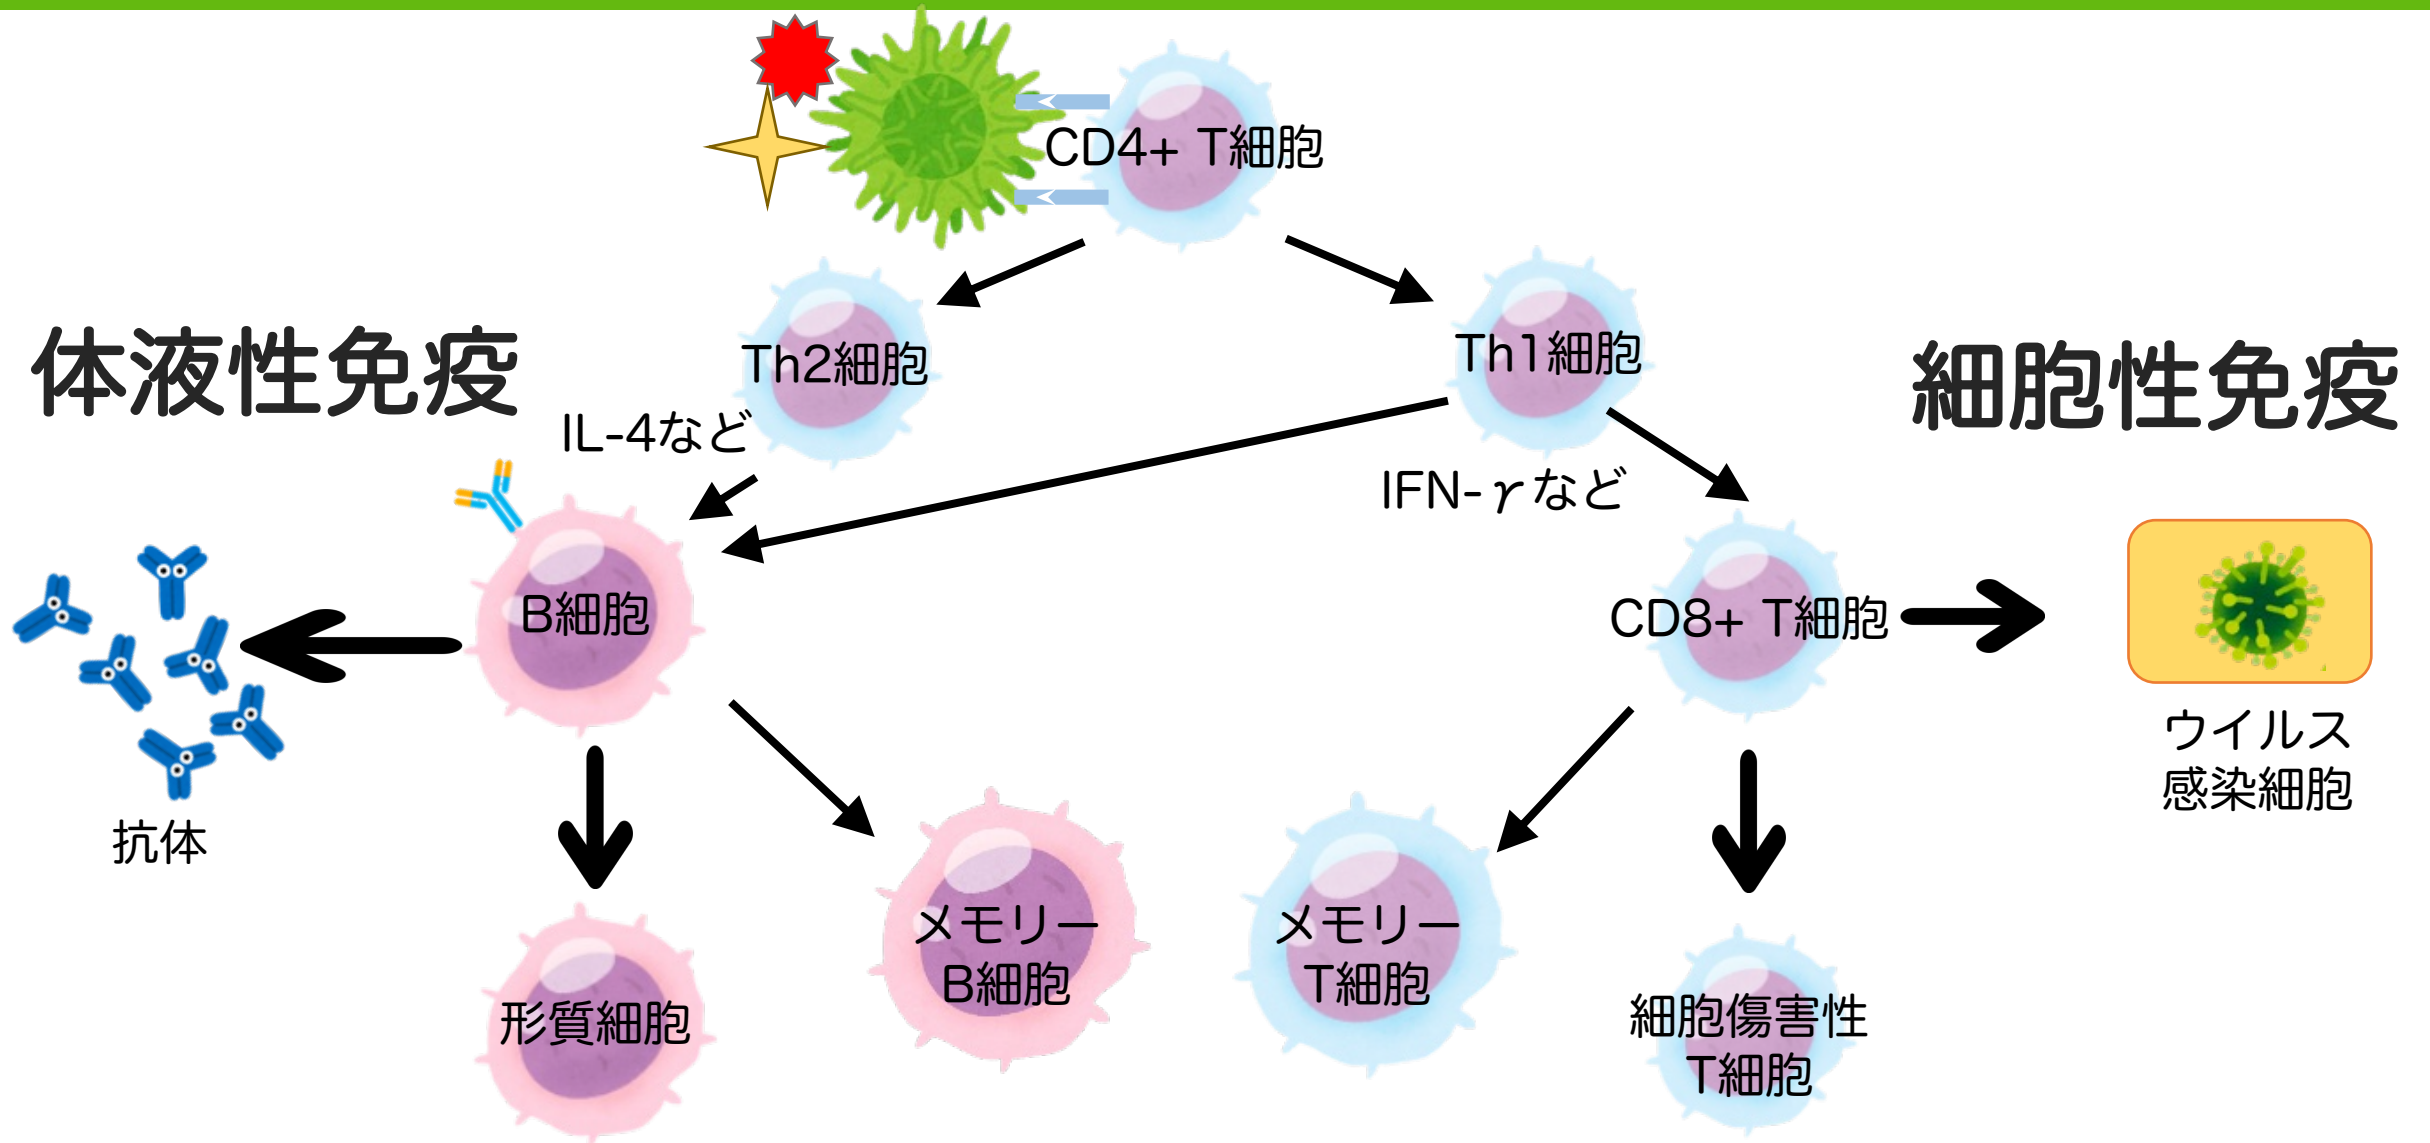 CD4+ T細胞
体液性免疫
Th2細胞
Th1細胞
細胞性免疫
IL-4など
IFN-γなど
B細胞
CD8+ T細胞
ウイルス
感染細胞
抗体
メモリー
B細胞
メモリー
T細胞
形質細胞
細胞傷害性
T細胞